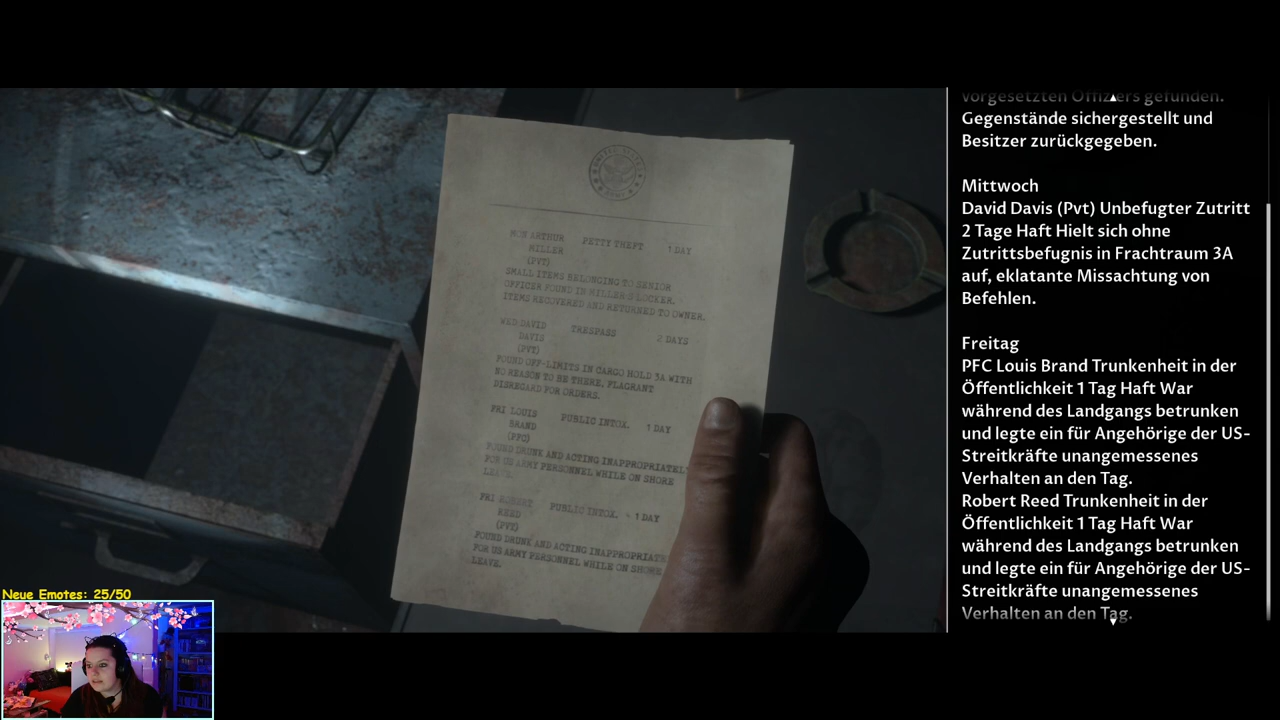 MON ARTHUR PETTY THEFT 1 DAY
MILLER
(PVT)
SMALL ITEMS BELONGING TO SENIOR
OFFICER FOUND IN MILLER'S LOCKER.
ITEMS RECOVERED AND RETURNED TO OWNER.
WED DAVID TRESPASS 2 DAYS
DAVIS
(PVT)
FOUND OFF-LIMITS IN CARGO HOLD 3A WITH
NO REASON TO BE THERE, FLAGRANT
DISREGARD FOR ORDERS.
FRI LOUIS PUBLIC INTOX. 1 DAY
BRAND
(PFC)
FOUND DRUNK AND ACTING INAPPROPRIATELY
FOR US ARMY PERSONNEL WHILE ON SHORE
LEAVE
FRI ROBERT PUBLIC INTOX. - 1 DAY
REED
(PVT)
FOUND DRUNK AND ACTING INAPPROPRIATE
FOR US ARMY PERSONNEL WHILE ON SHORE
LEAVE.
vorgesetzten Offiziers gefunden.
Gegenstände sichergestellt und
Besitzer zurückgegeben.
Mittwoch
David Davis (Pvt) Unbefugter Zutritt
2 Tage Haft Hielt sich ohne
Zutrittsbefugnis in Frachtraum 3A
auf, eklatante Missachtung von
Befehlen.
Freitag
PFC Louis Brand Trunkenheit in der
Öffentlichkeit 1 Tag Haft War
während des Landgangs betrunken
und legte ein für Angehörige der US-
Streitkräfte unangemessenes
Verhalten an den Tag.
Robert Reed Trunkenheit in der
Öffentlichkeit 1 Tag Haft War
während des Landgangs betrunken
und legte ein für Angehörige der US-
Streitkräfte unangemessenes
Verhalten an den Tag.
Neue Emotes: 25/50